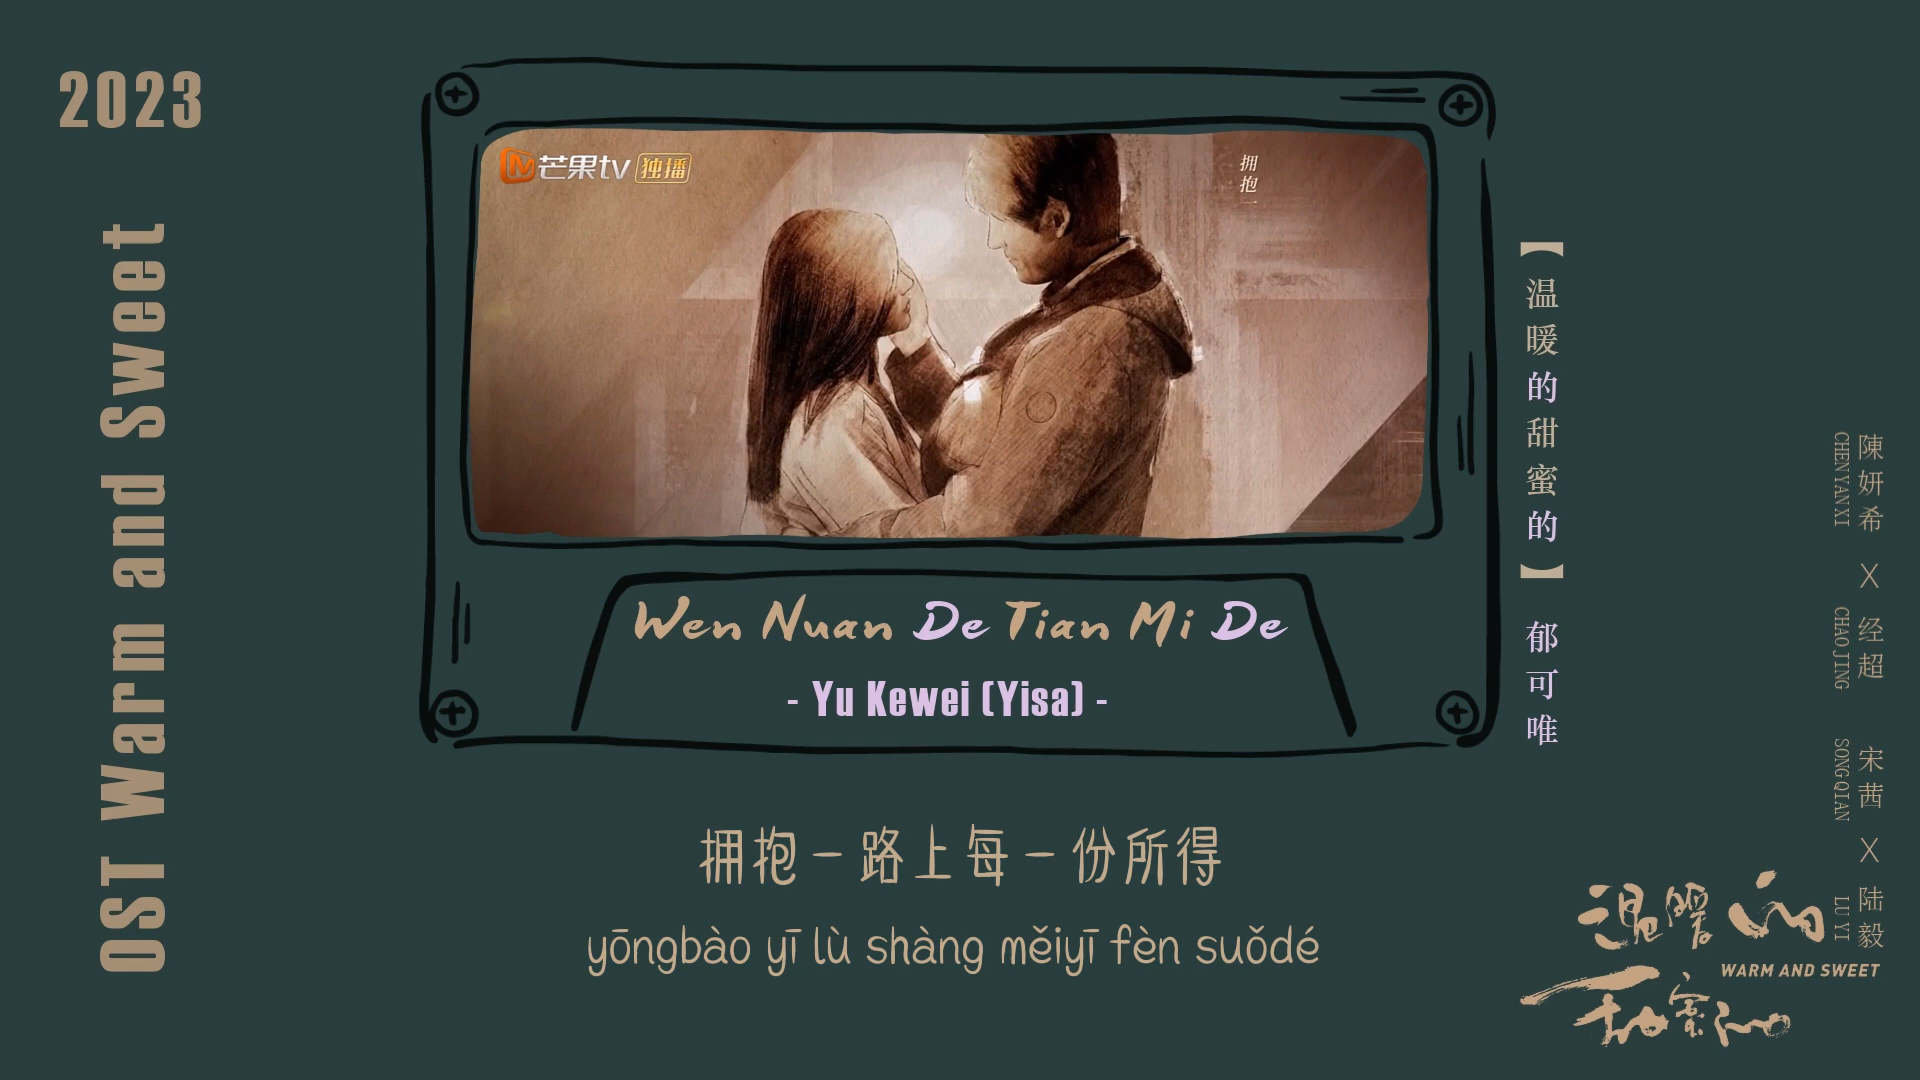 2023
OST Warm and Sweet
芒果tv 独播
拥抱一
Wen Nuan De Tian Mi De
- Yu Kewei (Yisa) -
【温暖的甜蜜的】 郁可唯
拥抱一路上每一份所得
yōngbào yī lù shàng měiyī fèn suǒdé
陳妍希 X 经超
CHEN YAN XI CHAO JING
宋茜 X 陆毅
SONG QIAN LU YI
温暖的
WARM AND SWEET
甜蜜的